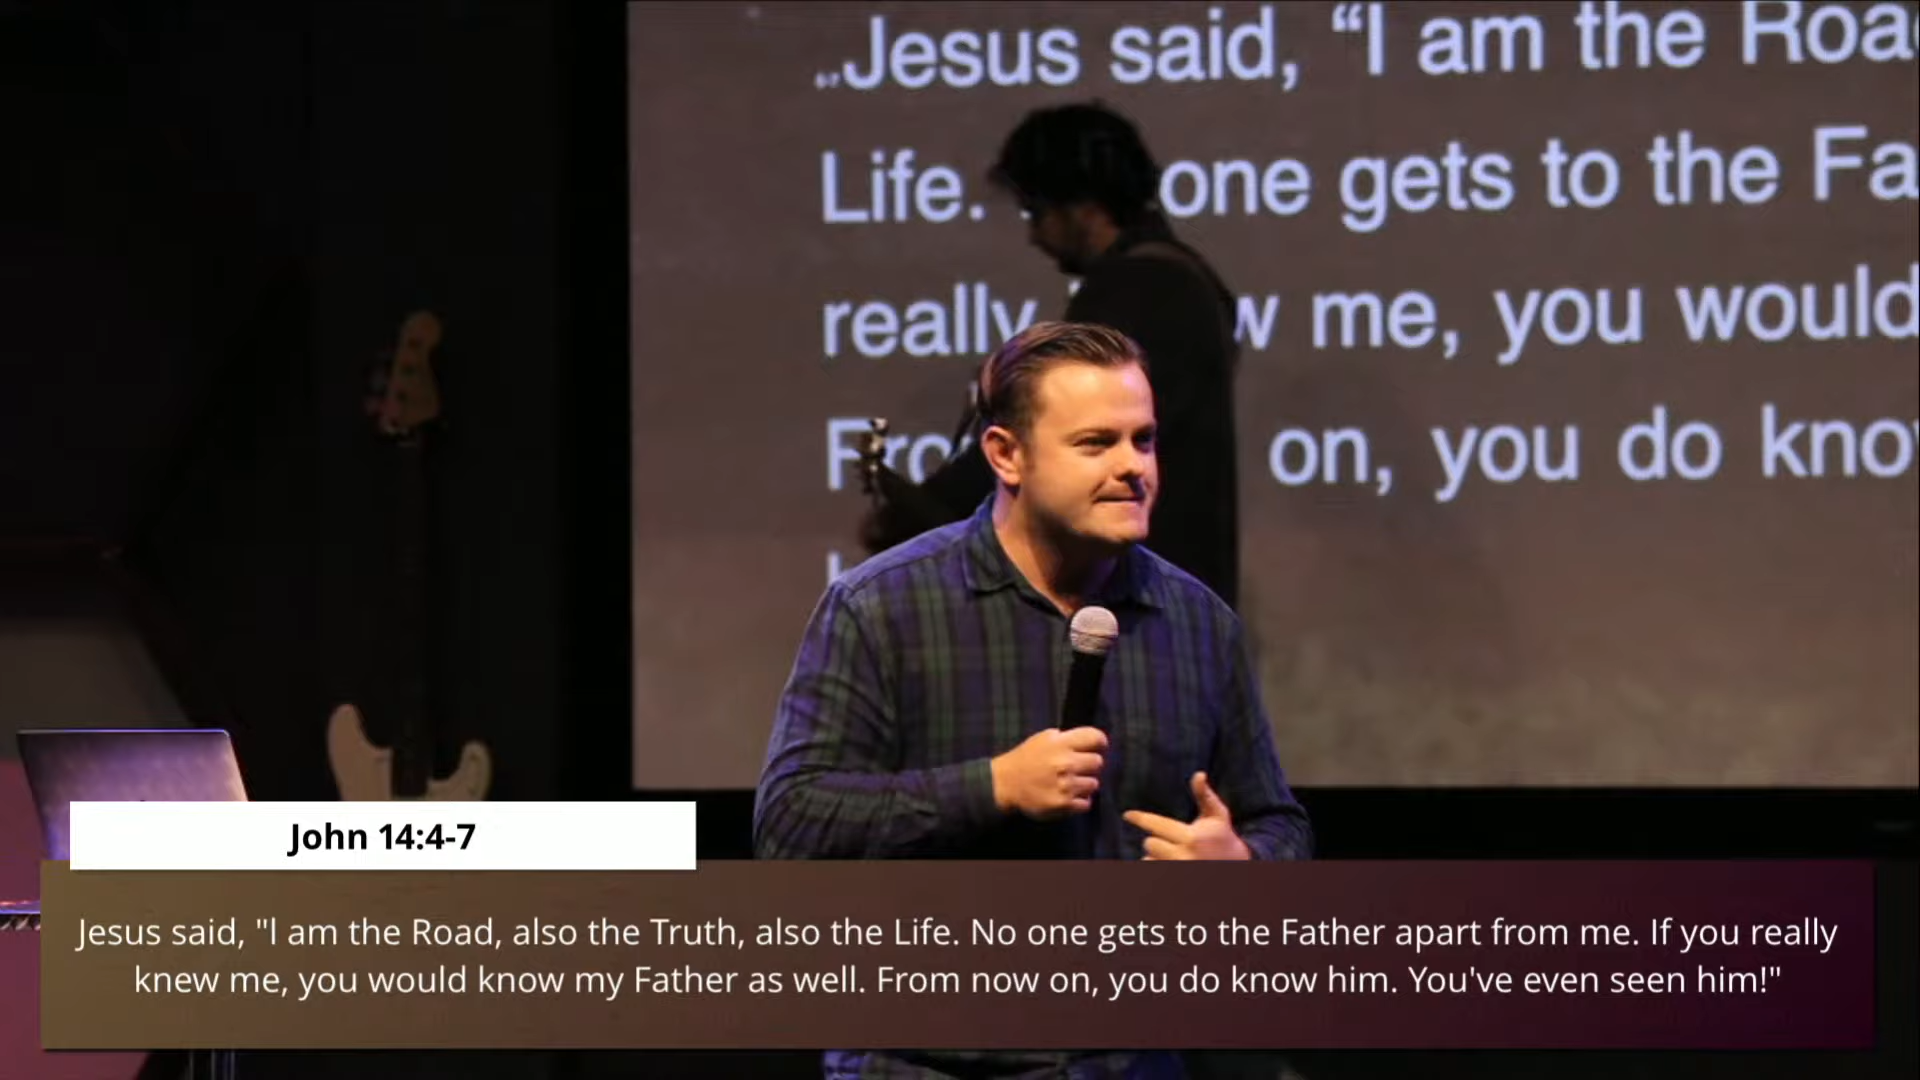 „Jesus said, “I am the
Life. one gets to the
really me, you would
on, you do
John 14:4-7
Jesus said, "I am the Road, also the Truth, also the Life. No one gets to the Father apart from me. If you really
knew me, you would know my Father as well. From now on, you do know him. You've even seen him!"